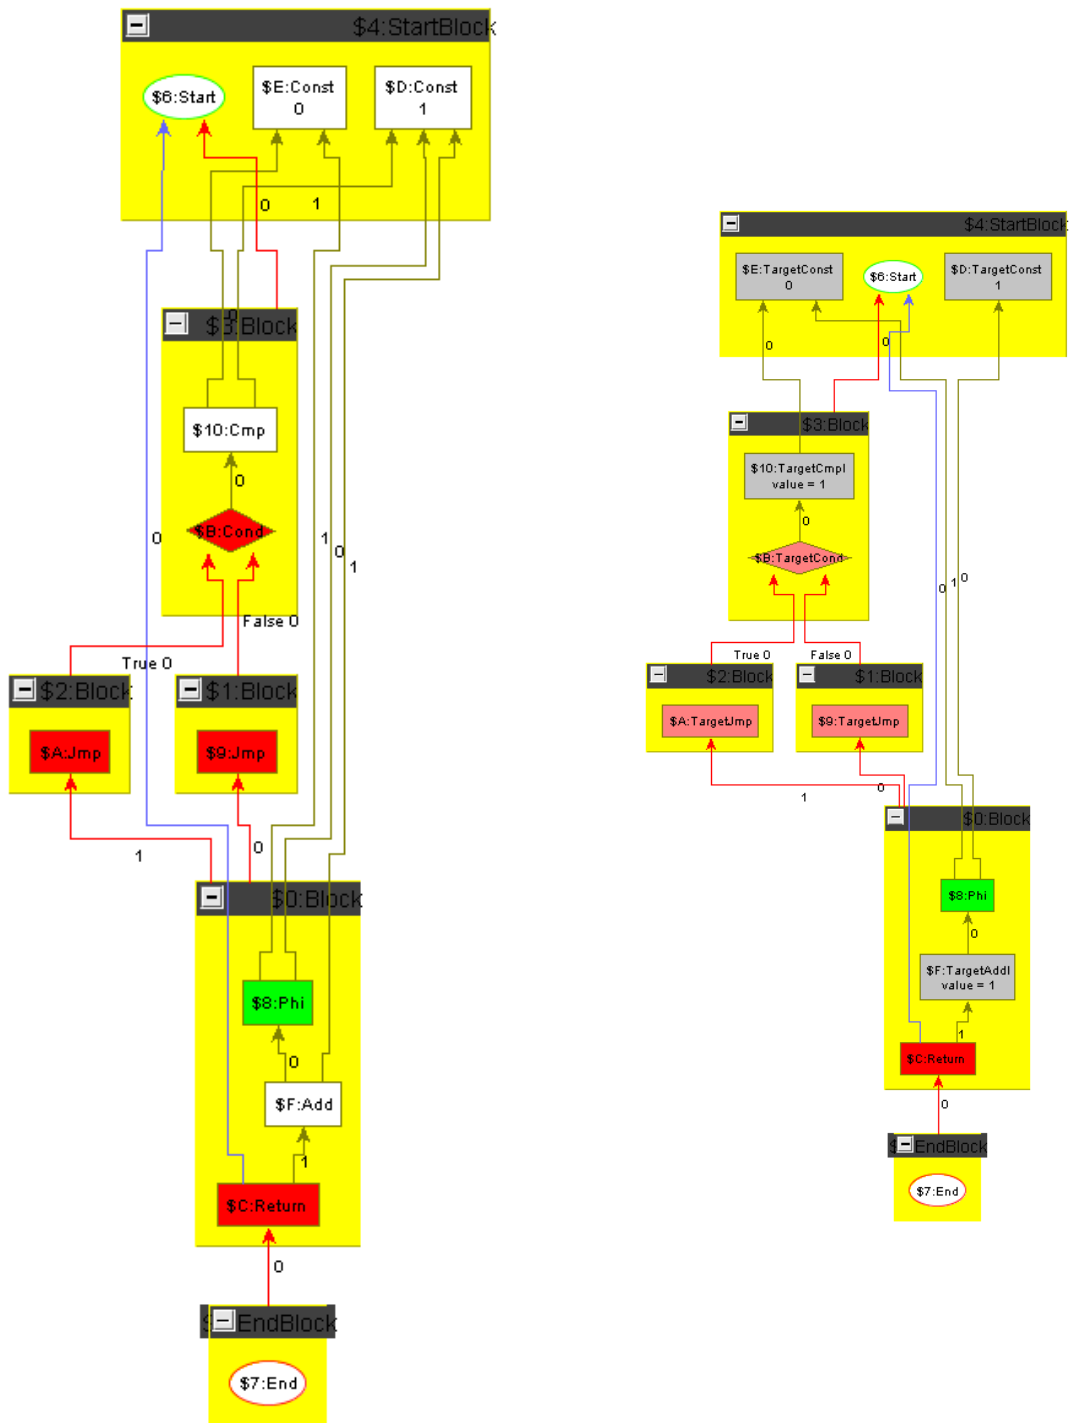 $4:StartBlock
$6:Start
$E:Const
0
$D:Const
1
0
1
0
$3:Block
$10:Cmp
0
$B:Cond
0
1
0
1
False 0
True 0
$2:Block
$1:Block
$A:Jmp
$9:Jmp
1
0
$0:Block
$8:Phi
0
$F:Add
1
$C:Return
0
EndBlock
$7:End
$4:StartBlock
$E:TargetConst
0
$6:Start
$D:TargetConst
1
0
0
$3:Block
$10:TargetCmpI
value = 1
0
$B:TargetCond
0
1
0
True 0
False 0
$2:Block
$1:Block
$A:TargetJmp
$9:TargetJmp
1
0
$0:Block
$8:Phi
0
$F:TargetAddI
value = 1
1
$C:Return
0
EndBlock
$7:End